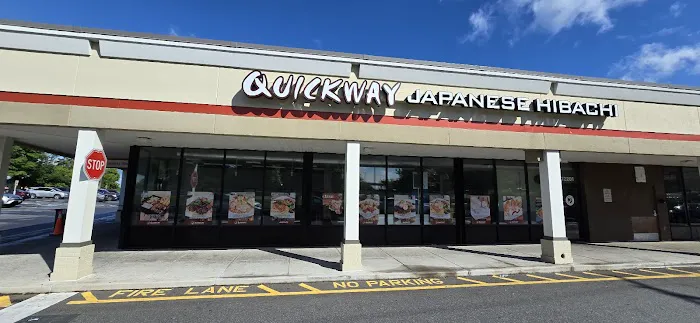 QUICKWAY JAPANESE HIBACHI
STOP
FIRE LANE NO PARKING